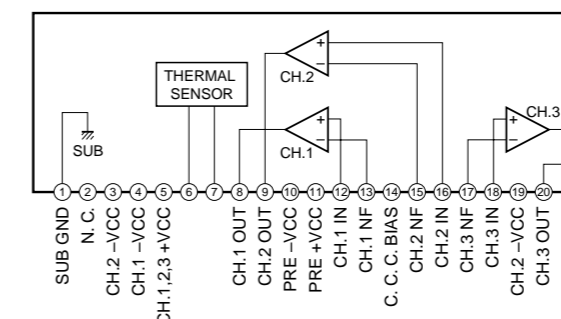 CH.2
+
−
THERMAL
SENSOR
CH.3
+
−
CH.1
+
−
SUB
1 2 3 4 5 6 7 8 9 10 11 12 13 14 15 16 17 18 19 20
SUB GND
N. C.
CH.2 −VCC
CH.1 −VCC
CH.1,2,3 +VCC
CH.1 OUT
CH.2 OUT
PRE −VCC
PRE +VCC
CH.1 IN
CH.1 NF
C. C. C. BIAS
CH.2 NF
CH.2 IN
CH.3 NF
CH.3 IN
CH.2 −VCC
CH.3 OUT